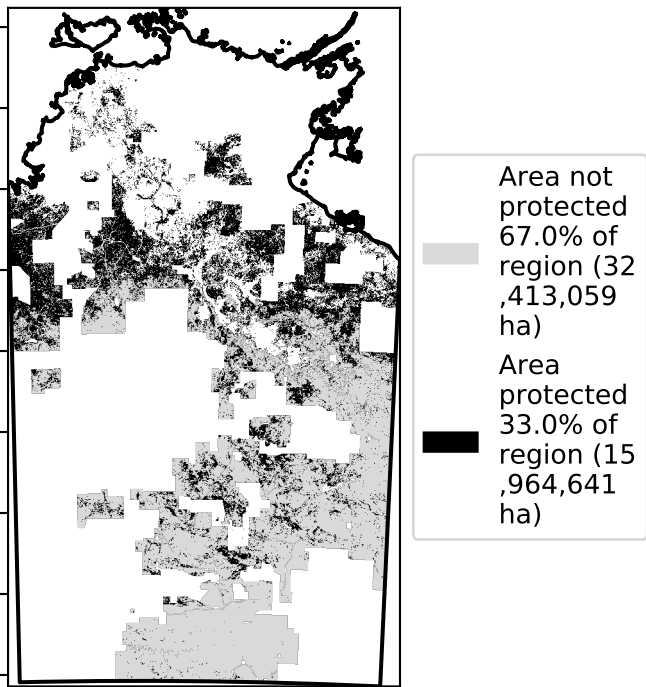 Area not
protected
67.0% of
region (32
,413,059
ha)
Area
protected
33.0% of
region (15
,964,641
ha)